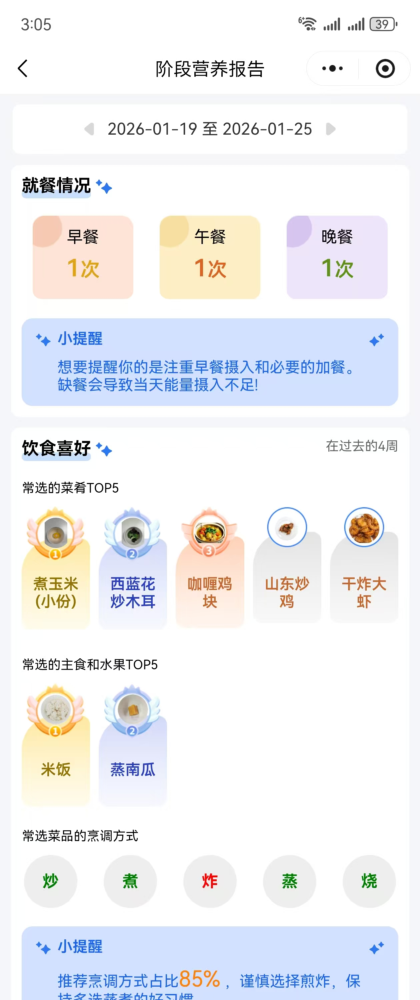 3:05
6+
39
阶段营养报告
2026-01-19 至 2026-01-25
就餐情况
早餐
1次
午餐
1次
晚餐
1次
小提醒
想要提醒你的是注重早餐摄入和必要的加餐。
缺餐会导致当天能量摄入不足!
饮食喜好
在过去的4周
常选的菜肴TOP5
1
煮玉米
(小份)
2
西蓝花
炒木耳
3
咖喱鸡
块
山东炒
鸡
干炸大
虾
常选的主食和水果TOP5
1
米饭
2
蒸南瓜
常选菜品的烹调方式
炒
煮
炸
蒸
烧
小提醒
推荐烹调方式占比85%，谨慎选择煎炸，保
持多选蒸煮的好习惯